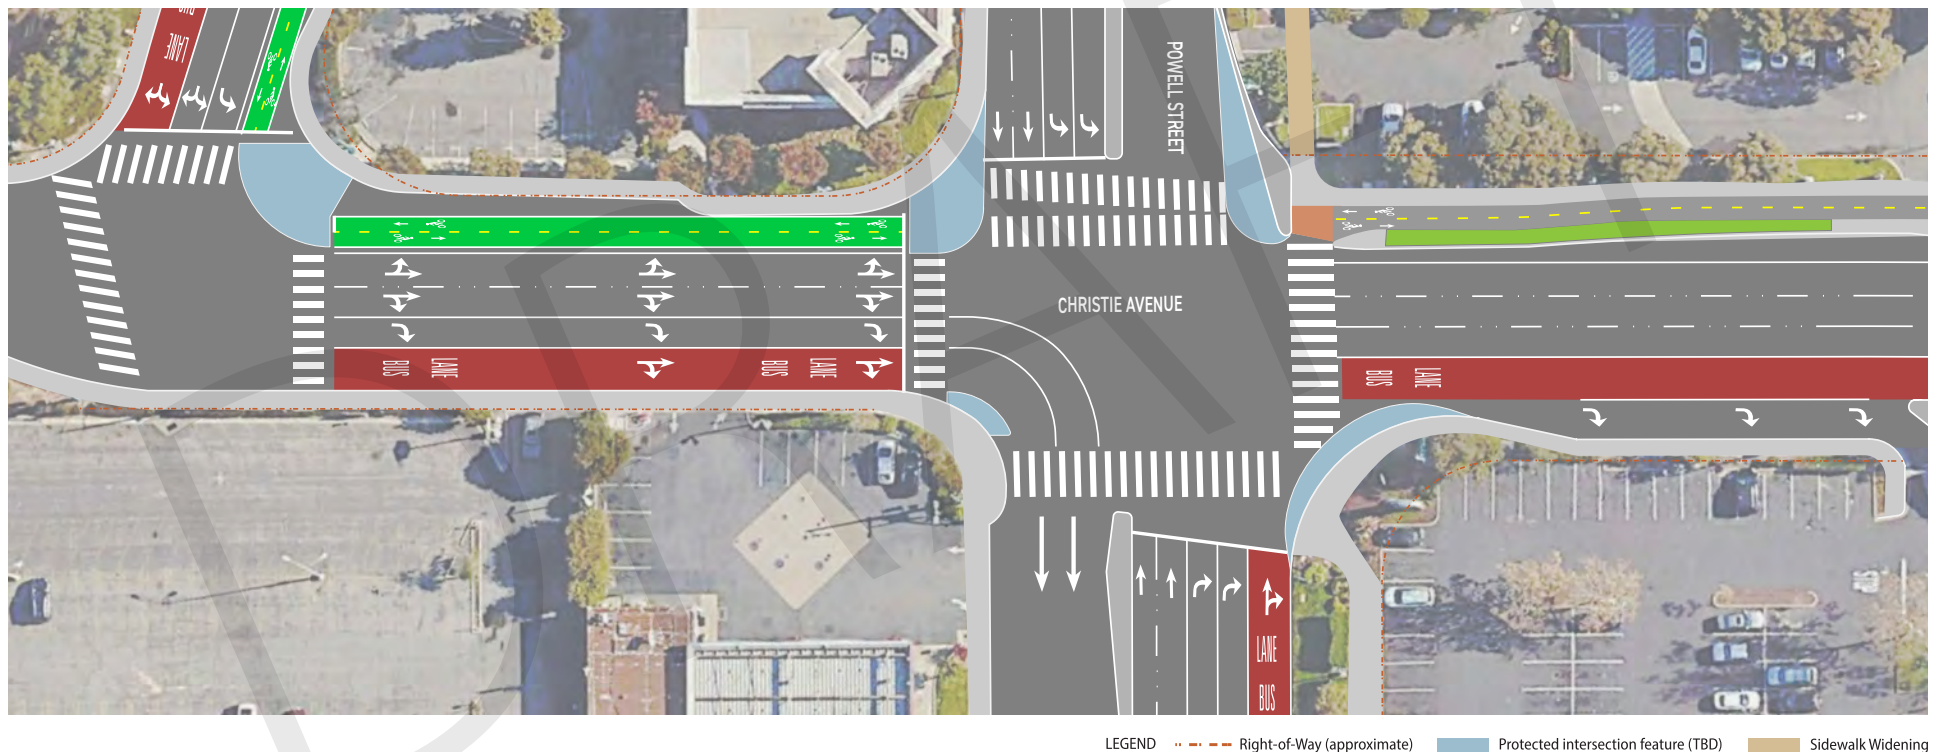 BUS
LANE
POWELL STREET
CHRISTIE AVENUE
BUS LANE
BUS LANE
BUS LANE
LANE
BUS
DRAFT
LEGEND
Right-of-Way (approximate)
Protected intersection feature (TBD)
Sidewalk Widening